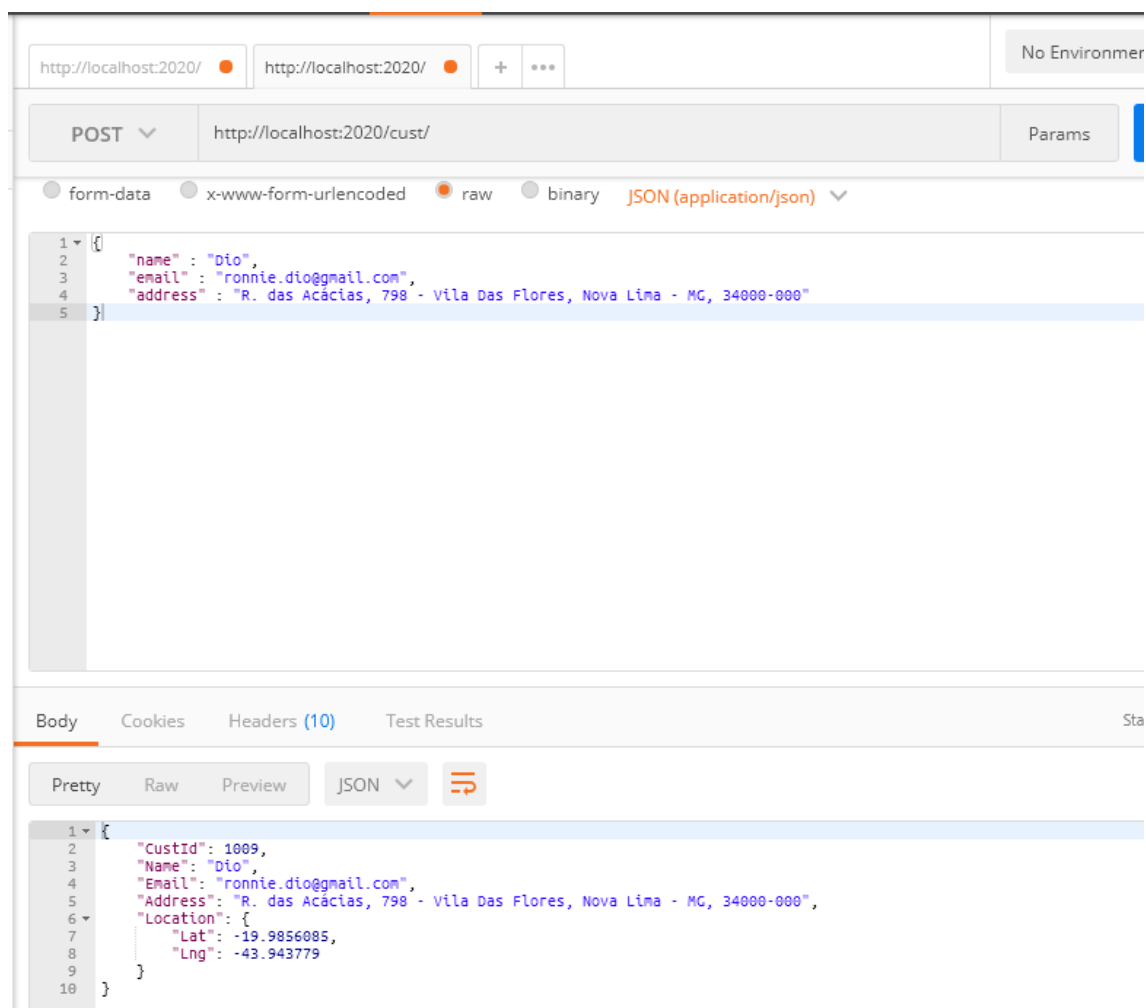 http://localhost:2020/ http://localhost:2020/ + ••• No Environmen
POST http://localhost:2020/cust/ Params
form-data x-www-form-urlencoded raw binary JSON (application/json)
1 {
2 "name" : "Dio",
3 "email" : "ronnie.dio@gmail.com",
4 "address" : "R. das Acácias, 798 - Vila Das Flores, Nova Lima - MG, 34000-000"
5 }
Body Cookies Headers (10) Test Results Sta
Pretty Raw Preview JSON
1 {
2 "CustId": 1009,
3 "Name": "Dio",
4 "Email": "ronnie.dio@gmail.com",
5 "Address": "R. das Acácias, 798 - Vila Das Flores, Nova Lima - MG, 34000-000",
6 "Location": {
7 "Lat": -19.9856085,
8 "Lng": -43.943779
9 }
10 }